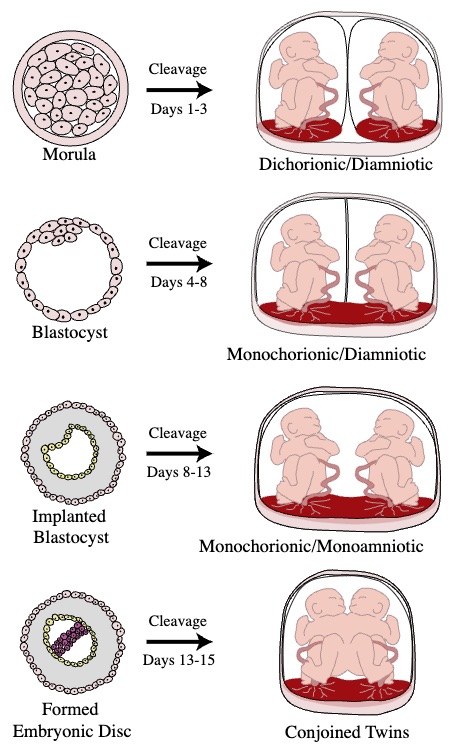 Cleavage
Days 1-3
Morula
Dichorionic/Diamniotic
Cleavage
Days 4-8
Blastocyst
Monochorionic/Diamniotic
Cleavage
Days 8-13
Implanted
Blastocyst
Monochorionic/Monoamniotic
Cleavage
Days 13-15
Formed
Embryonic Disc
Conjoined Twins